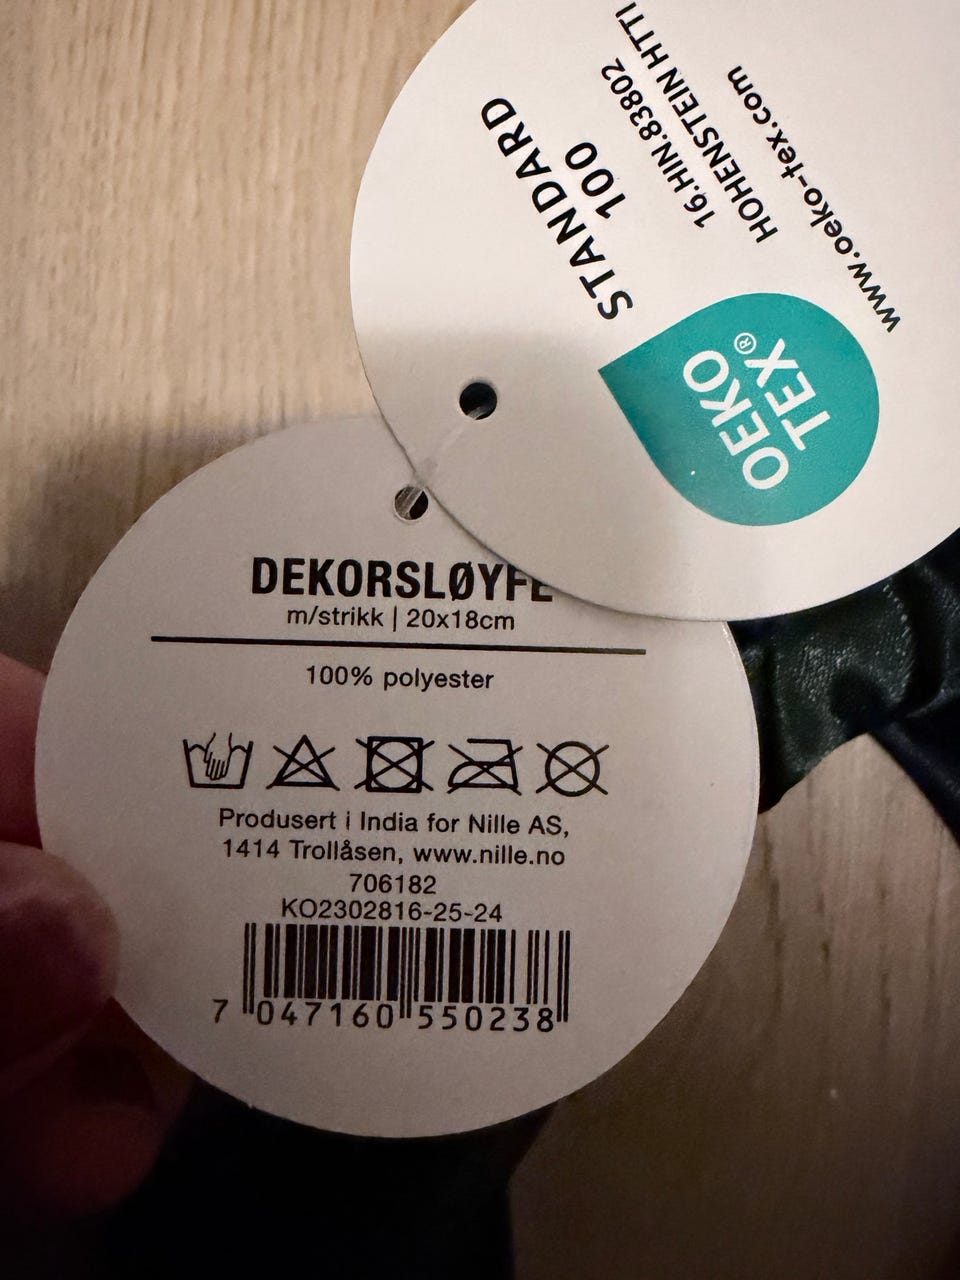 STANDARD
100
16.HIN.83802
HOHENSTEIN HTTI
www.oeko-tex.com
OEKO
TEX®
DEKORSLØYFE
m/strikk | 20x18cm
100% polyester
Produsert i India for Nille AS,
1414 Trollåsen, www.nille.no
706182
KO2302816-25-24
7 047160 550238